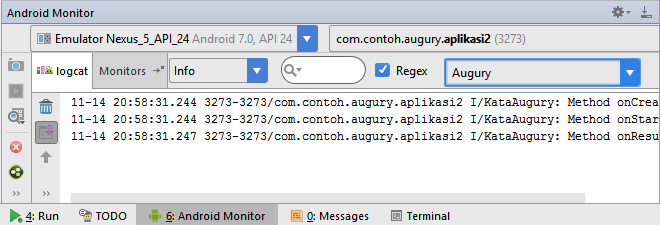 Android Monitor
Emulator Nexus_5_API_24 Android 7.0, API 24 com.contoh.augury.aplikasi2 (3273)
logcat Monitors Info Regex Augury
11-14 20:58:31.244 3273-3273/com.contoh.augury.aplikasi2 I/KataAugury: Method onCrea
11-14 20:58:31.244 3273-3273/com.contoh.augury.aplikasi2 I/KataAugury: Method onStar
11-14 20:58:31.247 3273-3273/com.contoh.augury.aplikasi2 I/KataAugury: Method onResu
4: Run TODO 6: Android Monitor 0: Messages Terminal